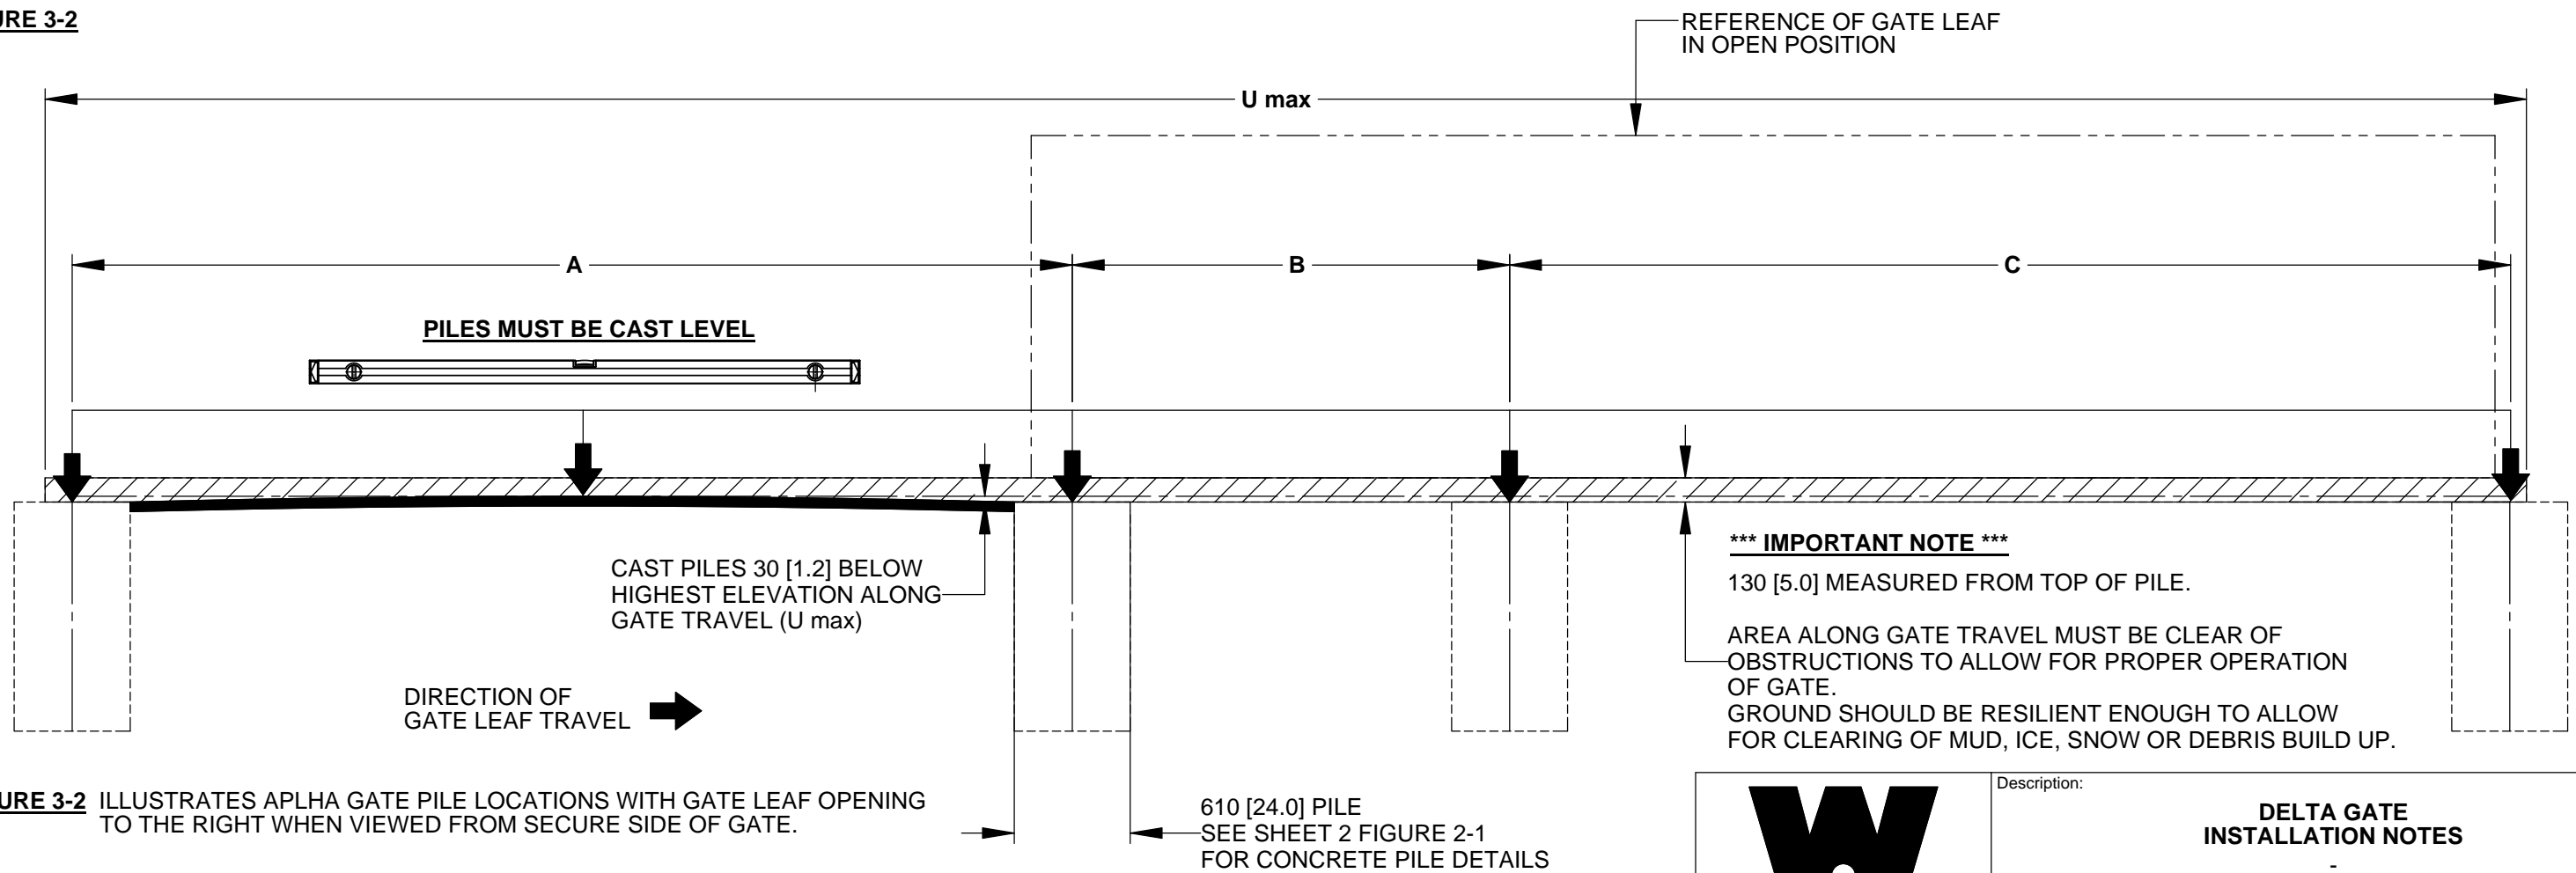 URE 3-2
REFERENCE OF GATE LEAF
IN OPEN POSITION
U max
A
B
C
PILES MUST BE CAST LEVEL
CAST PILES 30 [1.2] BELOW
HIGHEST ELEVATION ALONG
GATE TRAVEL (U max)
*** IMPORTANT NOTE ***
130 [5.0] MEASURED FROM TOP OF PILE.
AREA ALONG GATE TRAVEL MUST BE CLEAR OF
OBSTRUCTIONS TO ALLOW FOR PROPER OPERATION
OF GATE.
GROUND SHOULD BE RESILIENT ENOUGH TO ALLOW
FOR CLEARING OF MUD, ICE, SNOW OR DEBRIS BUILD UP.
DIRECTION OF
GATE LEAF TRAVEL
URE 3-2 ILLUSTRATES APLHA GATE PILE LOCATIONS WITH GATE LEAF OPENING
TO THE RIGHT WHEN VIEWED FROM SECURE SIDE OF GATE.
610 [24.0] PILE
SEE SHEET 2 FIGURE 2-1
FOR CONCRETE PILE DETAILS
W
Description:
DELTA GATE
INSTALLATION NOTES
-